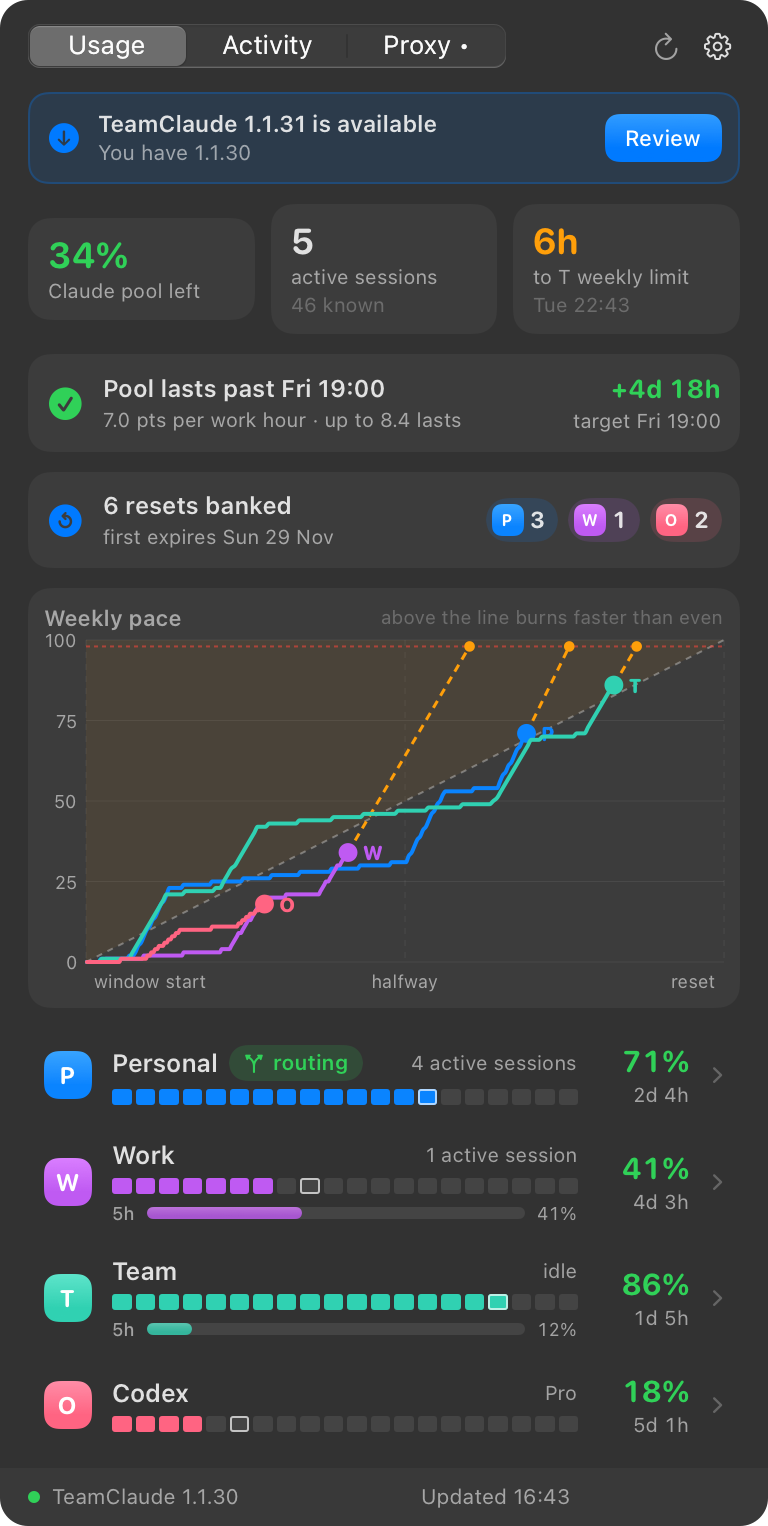 Usage Activity Proxy •
TeamClaude 1.1.31 is available
You have 1.1.30
Review
34%
Claude pool left
5
active sessions
46 known
6h
to T weekly limit
Tue 22:43
Pool lasts past Fri 19:00
7.0 pts per work hour · up to 8.4 lasts
+4d 18h
target Fri 19:00
6 resets banked
first expires Sun 29 Nov
P 3 W 1 O 2
Weekly pace
above the line burns faster than even
100
75
50
25
0
T
P
W
O
window start halfway reset
P
Personal routing 4 active sessions
71%
2d 4h
W
Work 1 active session
5h 41%
41%
4d 3h
T
Team idle
5h 12%
86%
1d 5h
O
Codex Pro
18%
5d 1h
TeamClaude 1.1.30 Updated 16:43